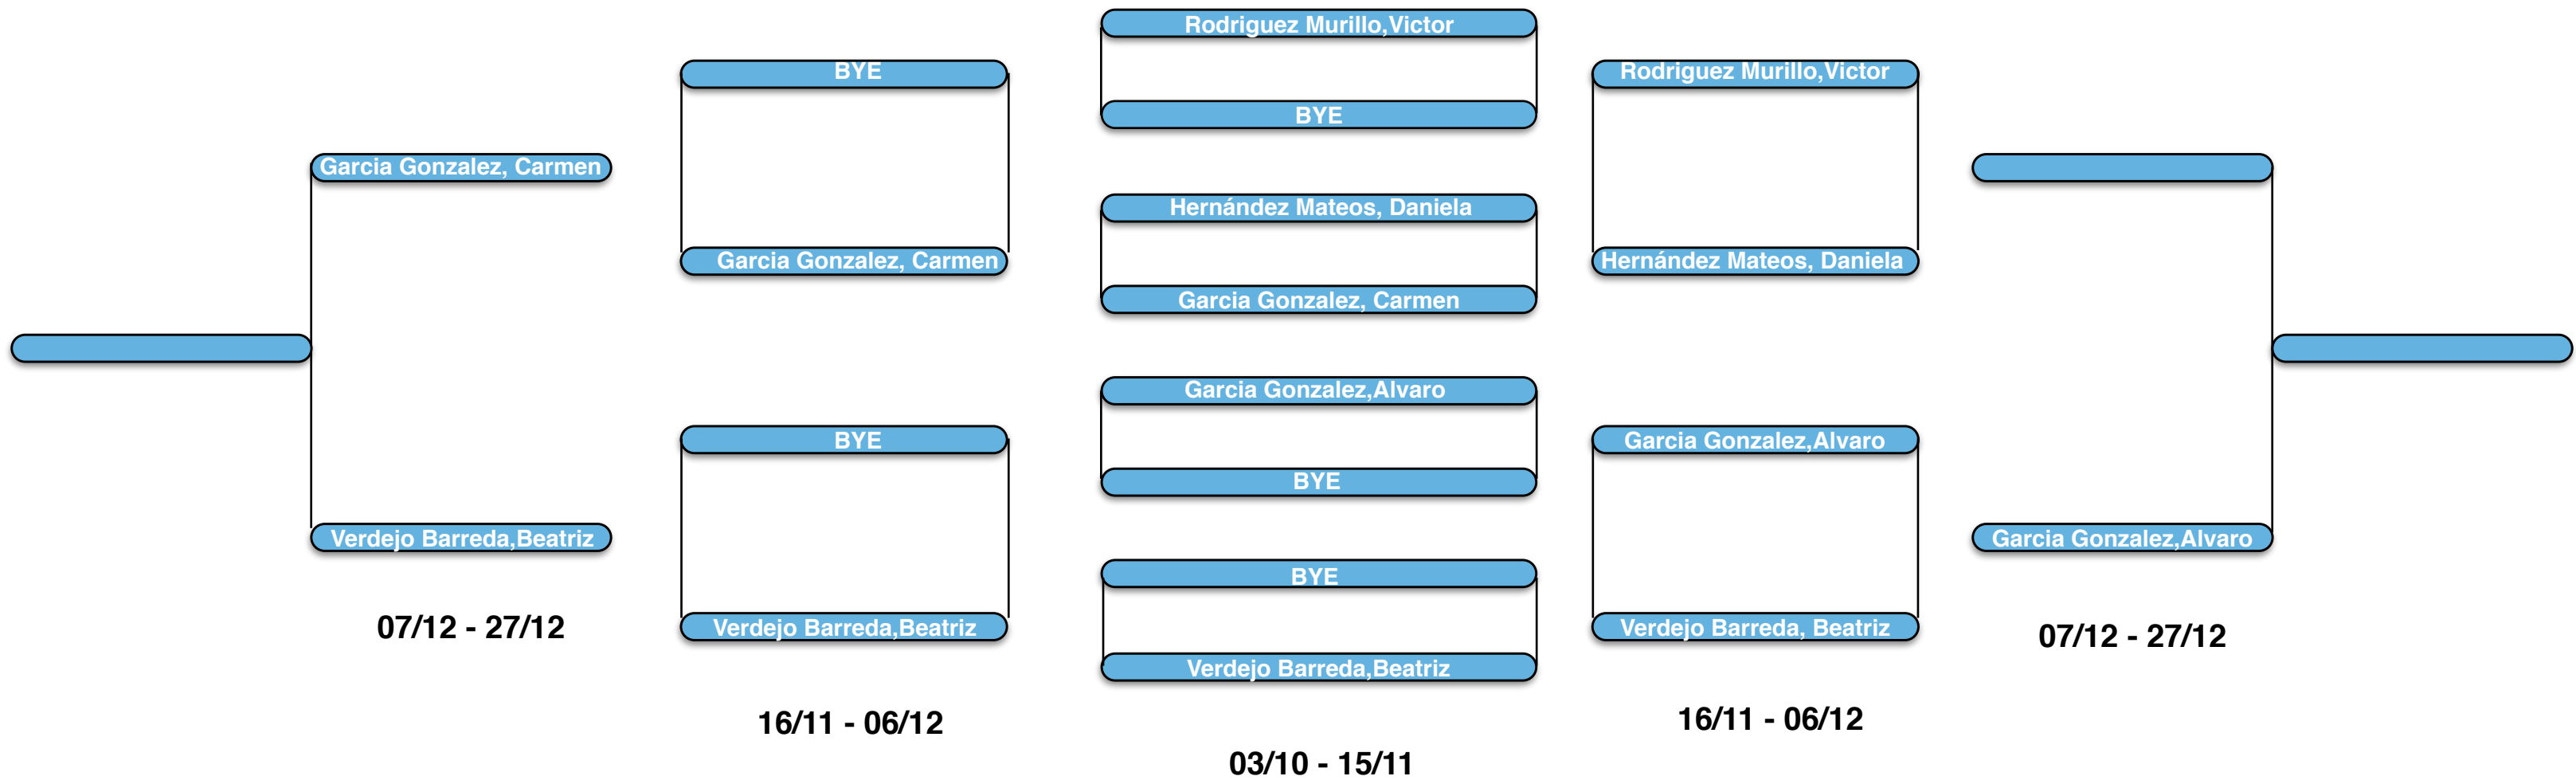 Rodriguez Murillo,Victor
BYE
Rodriguez Murillo,Victor
BYE
Garcia Gonzalez, Carmen
Hernández Mateos, Daniela
Garcia Gonzalez, Carmen
Hernández Mateos, Daniela
Garcia Gonzalez, Carmen
Garcia Gonzalez,Alvaro
BYE
Garcia Gonzalez,Alvaro
BYE
Verdejo Barreda,Beatriz
Garcia Gonzalez,Alvaro
BYE
Verdejo Barreda,Beatriz
Verdejo Barreda, Beatriz
07/12 - 27/12
07/12 - 27/12
Verdejo Barreda,Beatriz
16/11 - 06/12
16/11 - 06/12
03/10 - 15/11